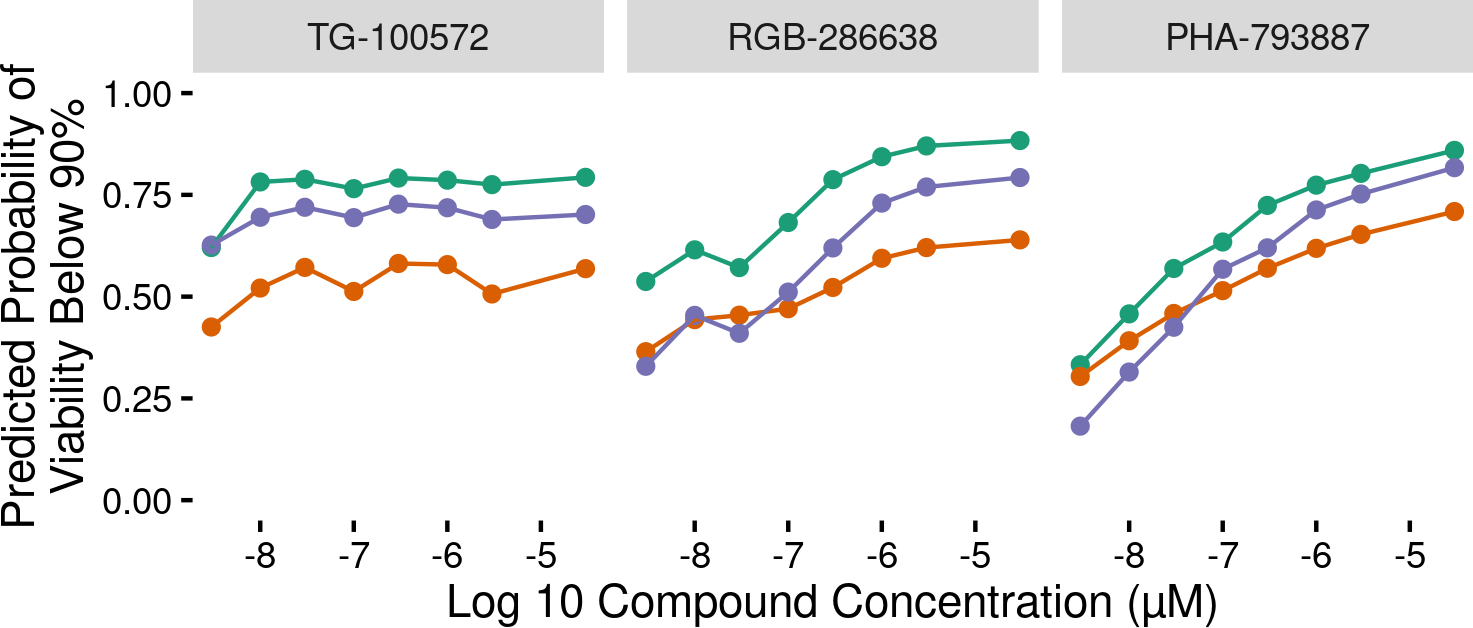 TG-100572 RGB-286638 PHA-793887
Predicted Probability of
Viability Below 90%
1.00
0.75
0.50
0.25
0.00
-8 -7 -6 -5 -8 -7 -6 -5 -8 -7 -6 -5
Log 10 Compound Concentration (µM)